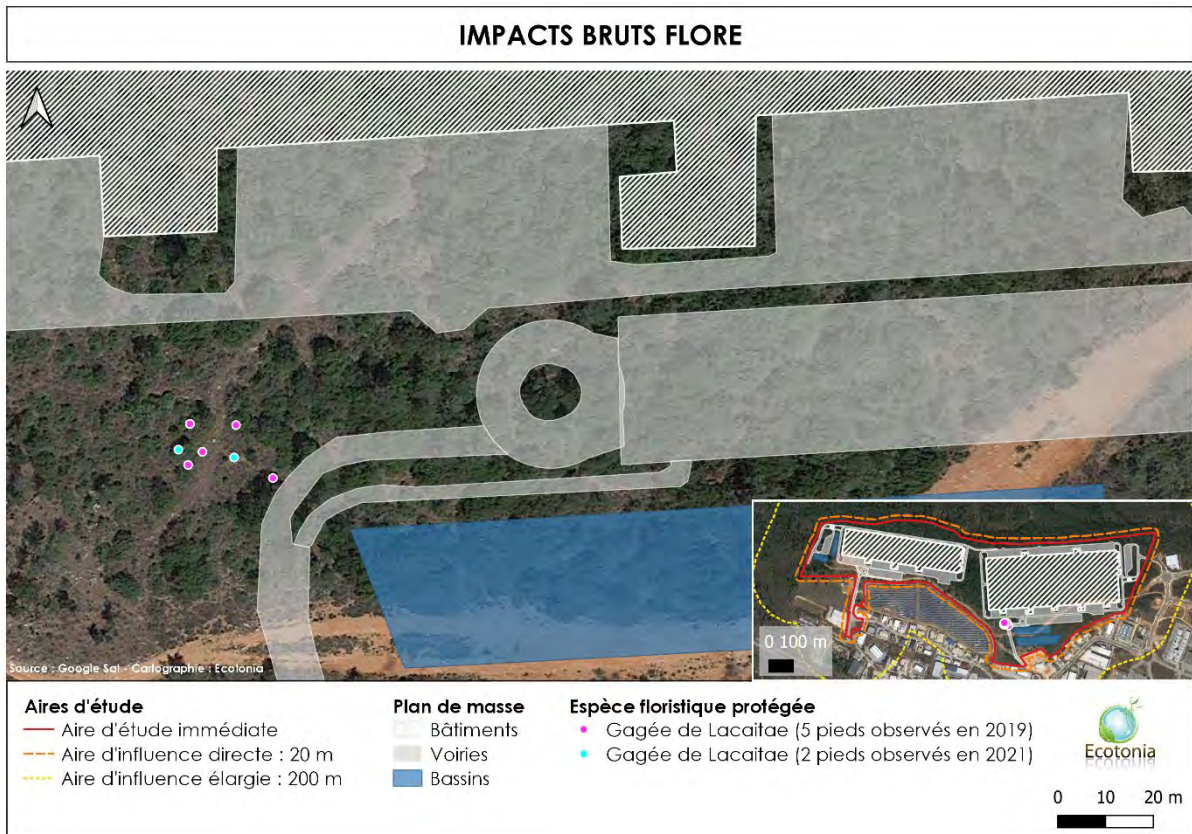 IMPACTS BRUTS FLORE
Source : Google Sat - Cartographie : Ecotonia
0 100 m
Aires d'étude
Aire d'étude immédiate
Aire d'influence directe : 20 m
Aire d'influence élargie : 200 m
Plan de masse
Bâtiments
Voiries
Bassins
Espèce floristique protégée
Gagée de Lacaitae (5 pieds observés en 2019)
Gagée de Lacaitae (2 pieds observés en 2021)
Ecotonia
0 10 20 m